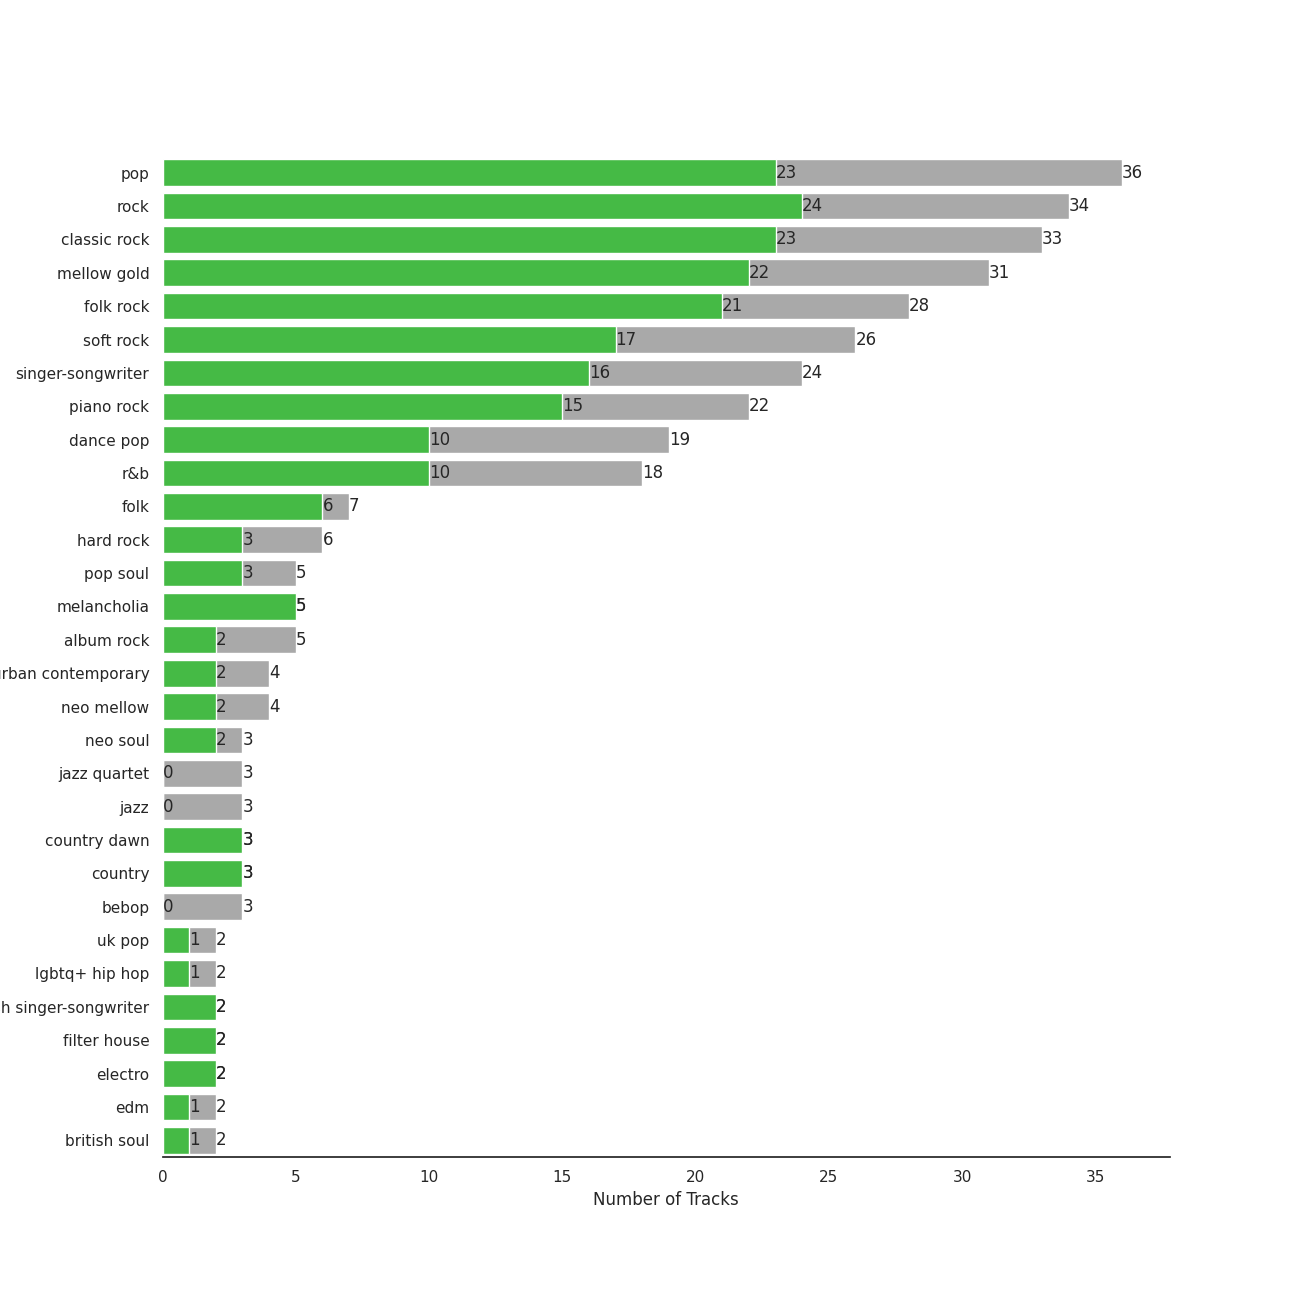 pop 23 36
rock 24 34
classic rock 23 33
mellow gold 22 31
folk rock 21 28
soft rock 17 26
singer-songwriter 16 24
piano rock 15 22
dance pop 10 19
r&b 10 18
folk 6 7
hard rock 3 6
pop soul 3 5
melancholia 5
album rock 2 5
rban contemporary 2 4
neo mellow 2 4
neo soul 2 3
jazz quartet 0 3
jazz 0 3
country dawn 3
country 3
bebop 0 3
uk pop 1 2
lgbtq+ hip hop 1 2
h singer-songwriter 2
filter house 2
electro 2
edm 1 2
british soul 1 2
0 5 10 15 20 25 30 35
Number of Tracks